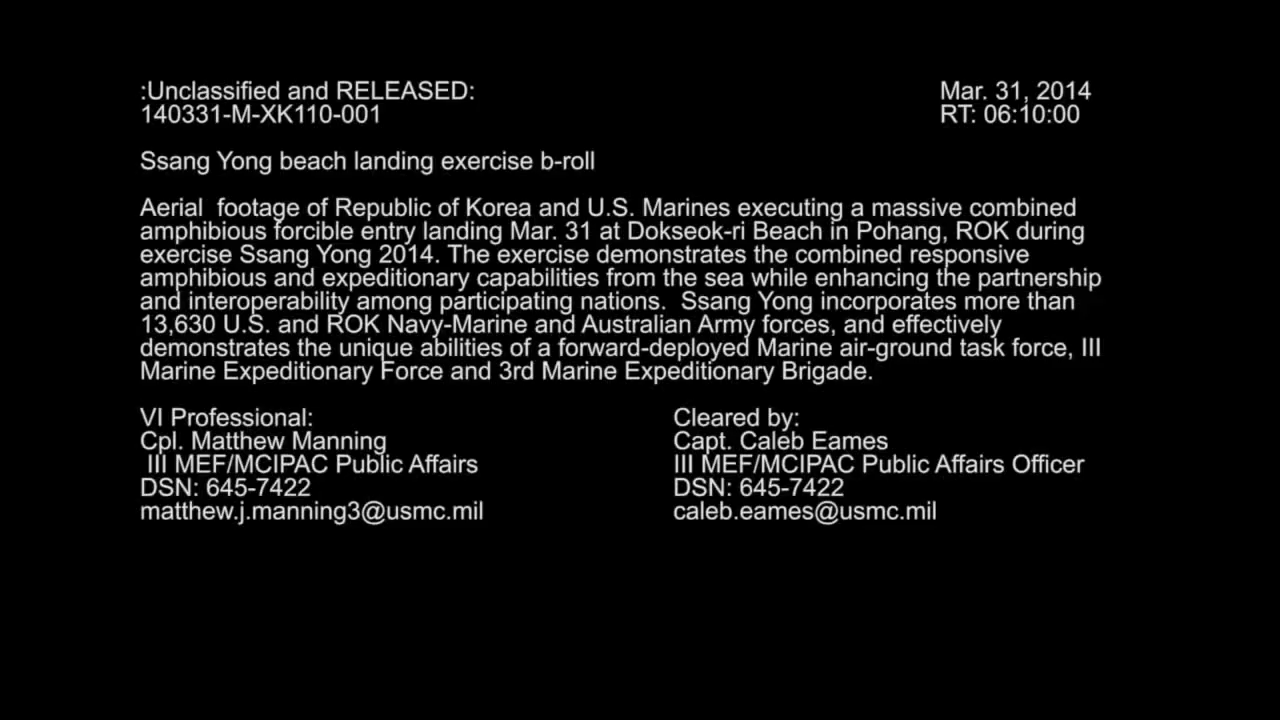 :Unclassified and RELEASED:
Mar. 31, 2014
140331-M-XK110-001
RT: 06:10:00
Ssang Yong beach landing exercise b-roll
Aerial  footage of Republic of Korea and U.S. Marines executing a massive combined
amphibious forcible entry landing Mar. 31 at Dokseok-ri Beach in Pohang, ROK during
exercise Ssang Yong 2014. The exercise demonstrates the combined responsive
amphibious and expeditionary capabilities from the sea while enhancing the partnership
and interoperability among participating nations.  Ssang Yong incorporates more than
13,630 U.S. and ROK Navy-Marine and Australian Army forces, and effectively
demonstrates the unique abilities of a forward-deployed Marine air-ground task force, III
Marine Expeditionary Force and 3rd Marine Expeditionary Brigade.
VI Professional:
Cpl. Matthew Manning
III MEF/MCIPAC Public Affairs
DSN: 645-7422
matthew.j.manning3@usmc.mil
Cleared by:
Capt. Caleb Eames
III MEF/MCIPAC Public Affairs Officer
DSN: 645-7422
caleb.eames@usmc.mil